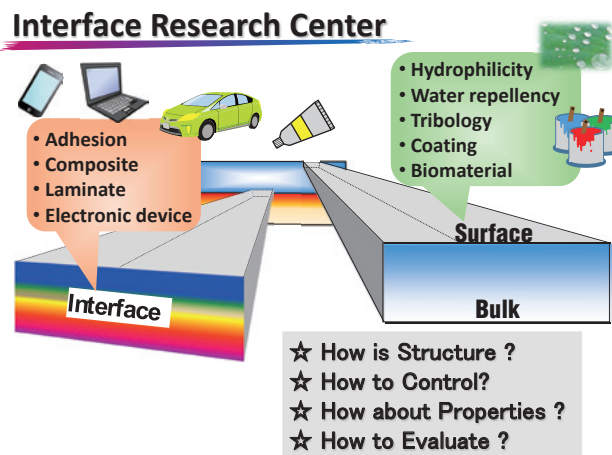 Interface Research Center
• Hydrophilicity
• Water repellency
• Tribology
• Coating
• Biomaterial
• Adhesion
• Composite
• Laminate
• Electronic device
Surface
Interface
Bulk
☆ How is Structure ?
☆ How to Control?
☆ How about Properties ?
☆ How to Evaluate ?